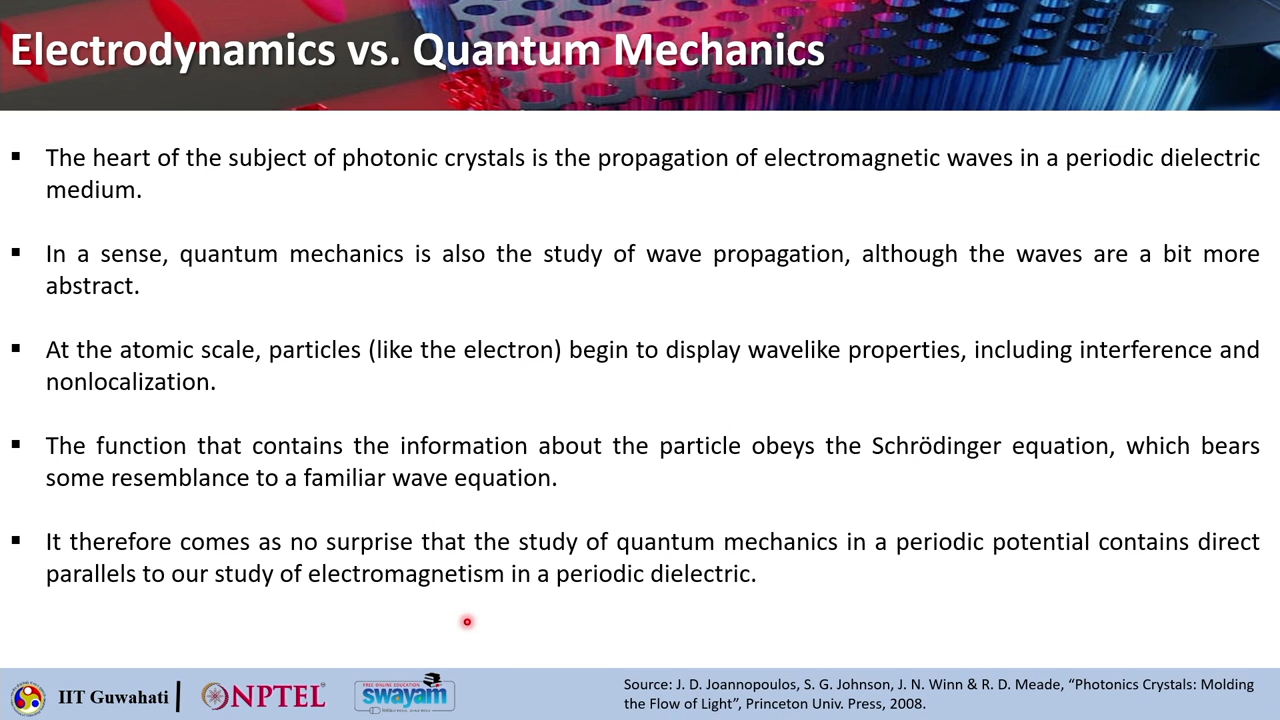 Electrodynamics vs. Quantum Mechanics
▪ The heart of the subject of photonic crystals is the propagation of electromagnetic waves in a periodic dielectric
medium.
▪ In a sense, quantum mechanics is also the study of wave propagation, although the waves are a bit more
abstract.
▪ At the atomic scale, particles (like the electron) begin to display wavelike properties, including interference and
nonlocalization.
▪ The function that contains the information about the particle obeys the Schrödinger equation, which bears
some resemblance to a familiar wave equation.
▪ It therefore comes as no surprise that the study of quantum mechanics in a periodic potential contains direct
parallels to our study of electromagnetism in a periodic dielectric.
IIT Guwahati
NPTEL
FREE ONLINE EDUCATION
swayam
Source: J. D. Joannopoulos, S. G. Johnson, J. N. Winn & R. D. Meade, “Photonics Crystals: Molding
the Flow of Light”, Princeton Univ. Press, 2008.